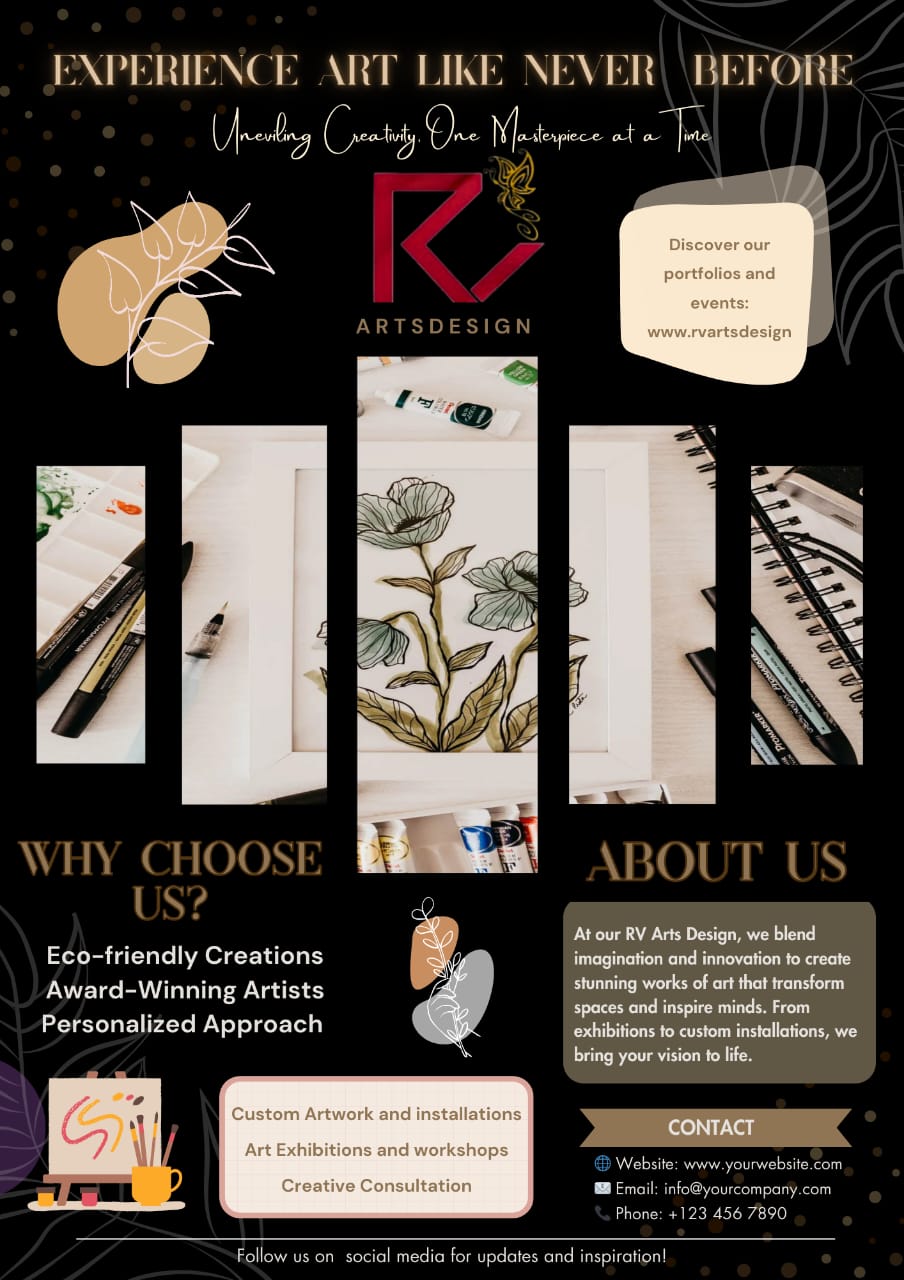 EXPERIENCE ART LIKE NEVER BEFORE
Uneviling Creativity, One Masterpiece at a Time
RV
ARTSDESIGN
Discover our
portfolios and
events:
www.rvartsdesign
WHY CHOOSE
US?
Eco-friendly Creations
Award-Winning Artists
Personalized Approach
ABOUT US
At our RV Arts Design, we blend
imagination and innovation to create
stunning works of art that transform
spaces and inspire minds. From
exhibitions to custom installations, we
bring your vision to life.
Custom Artwork and installations
Art Exhibitions and workshops
Creative Consultation
CONTACT
Website: www.yourwebsite.com
Email: info@yourcompany.com
Phone: +123 456 7890
Follow us on social media for updates and inspiration!